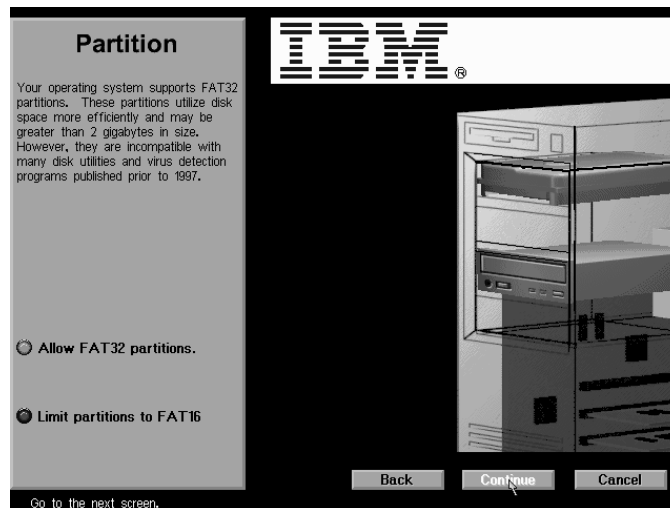 Partition
IBM®
Your operating system supports FAT32
partitions. These partitions utilize disk
space more efficiently and may be
greater than 2 gigabytes in size.
However, they are incompatible with
many disk utilities and virus detection
programs published prior to 1997.
Allow FAT32 partitions.
Limit partitions to FAT16
Back
Continue
Cancel
Go to the next screen.